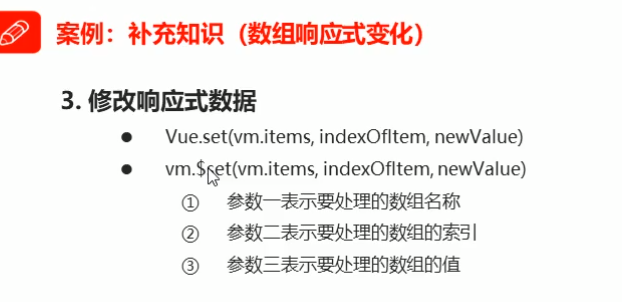 案例：补充知识（数组响应式变化）
3. 修改响应式数据
● Vue.set(vm.items, indexOfItem, newValue)
● vm.$set(vm.items, indexOfItem, newValue)
① 参数一表示要处理的数组名称
② 参数二表示要处理的数组的索引
③ 参数三表示要处理的数组的值